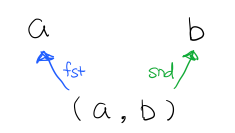 a b
fst snd
(a, b)